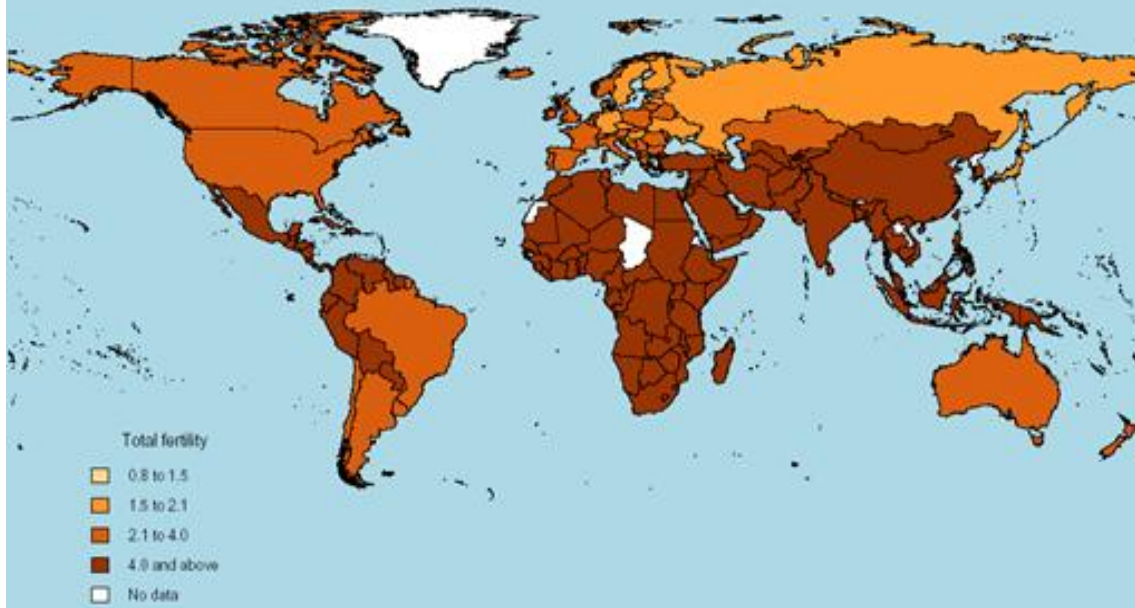 Total fertility
0.8 to 1.5
1.5 to 2.1
2.1 to 4.0
4.0 and above
No data